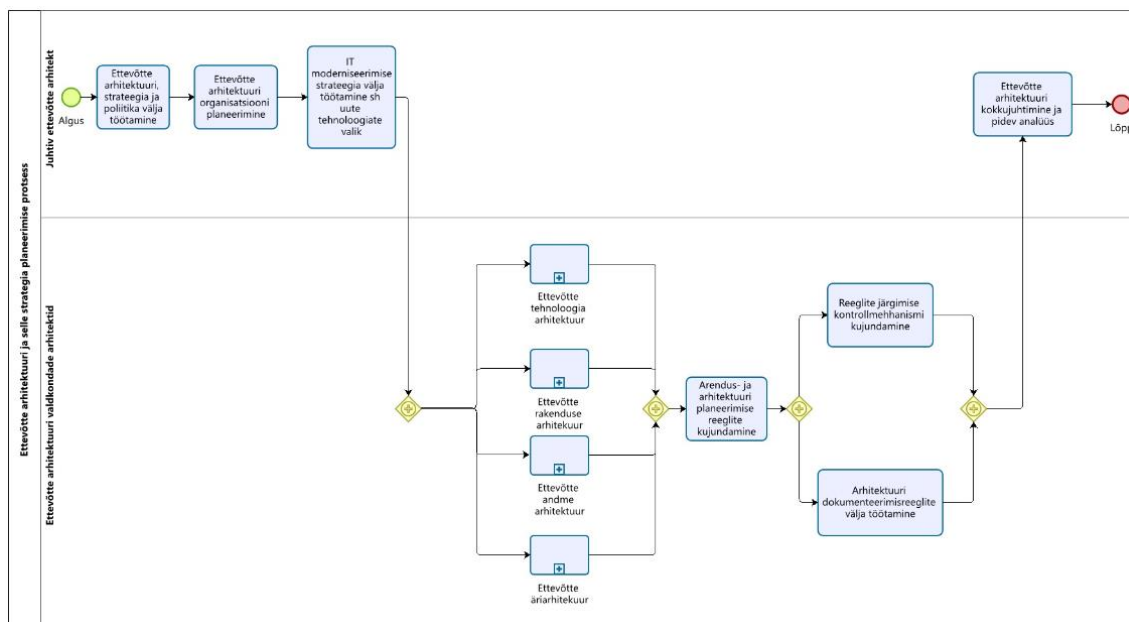 Ettevõtte arhitektuuri ja selle strategia planeerimise protsess
Juhtiv ettevõtte arhitekt
Algus
Ettevõtte
arhitektuuri,
strateegia ja
poliitika välja
töötamine
Ettevõtte
arhitektuuri
organisatsiooni
planeerimine
IT
moderniseerimise
strateegia välja
töötamine sh
uute
tehnoloogiate
valik
Ettevõtte
arhitektuuri
kokkujuhtimine ja
pidev analüüs
Lõpp
Ettevõtte arhitektuuri valdkondade arhitektid
Ettevõtte
tehnoloogia
arhitektuur
Ettevõtte
rakenduse
arhitekuur
Ettevõtte
andme
arhitektuur
Ettevõtte
äriarhitekuur
Arendus- ja
arhitektuuri
planeerimise
reeglite
kujundamine
Reeglite järgimise
kontrollmehhanismi
kujundamine
Arhitektuuri
dokumenteerimisreeglite
välja töötamine